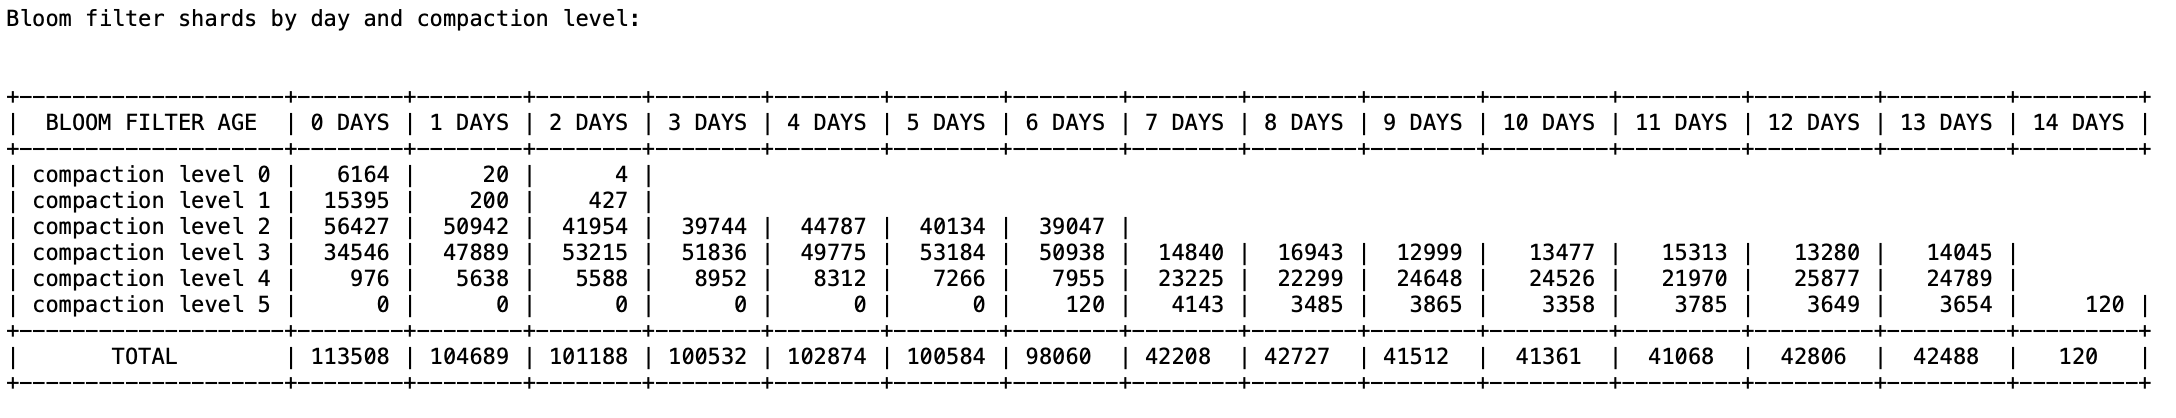 Bloom filter shards by day and compaction level:
+--------------------+--------+--------+--------+--------+--------+--------+--------+--------+--------+--------+---------+---------+---------+---------+---------+
|  BLOOM FILTER AGE  | 0 DAYS | 1 DAYS | 2 DAYS | 3 DAYS | 4 DAYS | 5 DAYS | 6 DAYS | 7 DAYS | 8 DAYS | 9 DAYS | 10 DAYS | 11 DAYS | 12 DAYS | 13 DAYS | 14 DAYS |
+--------------------+--------+--------+--------+--------+--------+--------+--------+--------+--------+--------+---------+---------+---------+---------+---------+
| compaction level 0 |   6164 |     20 |      4 |
| compaction level 1 |  15395 |    200 |    427 |
| compaction level 2 |  56427 |  50942 |  41954 |  39744 |  44787 |  40134 |  39047 |
| compaction level 3 |  34546 |  47889 |  53215 |  51836 |  49775 |  53184 |  50938 |  14840 |  16943 |  12999 |   13477 |   15313 |   13280 |   14045 |
| compaction level 4 |    976 |   5638 |   5588 |   8952 |   8312 |   7266 |   7955 |  23225 |  22299 |  24648 |   24526 |   21970 |   25877 |   24789 |
| compaction level 5 |      0 |      0 |      0 |      0 |      0 |      0 |    120 |   4143 |   3485 |   3865 |    3358 |    3785 |    3649 |    3654 |     120 |
+--------------------+--------+--------+--------+--------+--------+--------+--------+--------+--------+--------+---------+---------+---------+---------+---------+
|       TOTAL        | 113508 | 104689 | 101188 | 100532 | 102874 | 100584 | 98060  | 42208  | 42727  | 41512  |  41361  |  41068  |  42806  |  42488  |   120   |
+--------------------+--------+--------+--------+--------+--------+--------+--------+--------+--------+--------+---------+---------+---------+---------+---------+